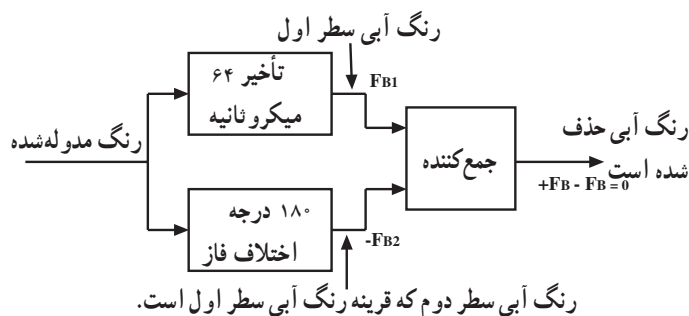 رنگ آبی سطر اول
تأخیر ۶۴
میکروثانیه
FB1
رنگ مدوله‌شده
جمع‌کننده
رنگ آبی حذف
شده است
+FB - FB = 0
۱۸۰ درجه
اختلاف فاز
-FB2
رنگ آبی سطر دوم که قرینه رنگ آبی سطر اول است.